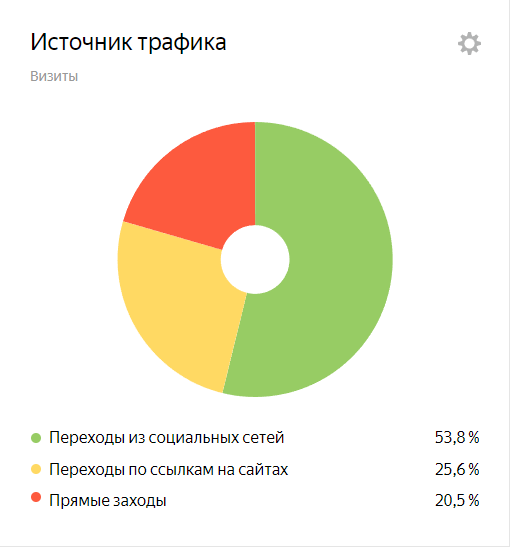 Источник трафика
Визиты
Переходы из социальных сетей 53,8 %
Переходы по ссылкам на сайтах 25,6 %
Прямые заходы 20,5 %